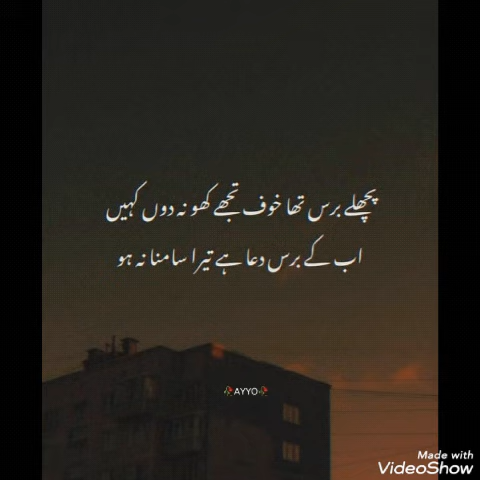 پچھلے برس تھا خوف تجھے کھو نہ دوں کہیں
اب کے برس دعا ہے تیرا سامنا نہ ہو
🥀AYYO🥀
Made with
VideoShow